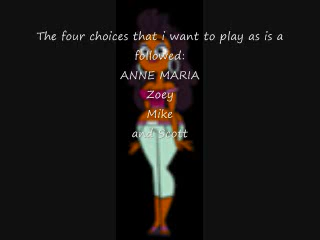 The four choices that i want to play as is a
followed:
ANNE MARIA
Zoey
Mike
and Scott